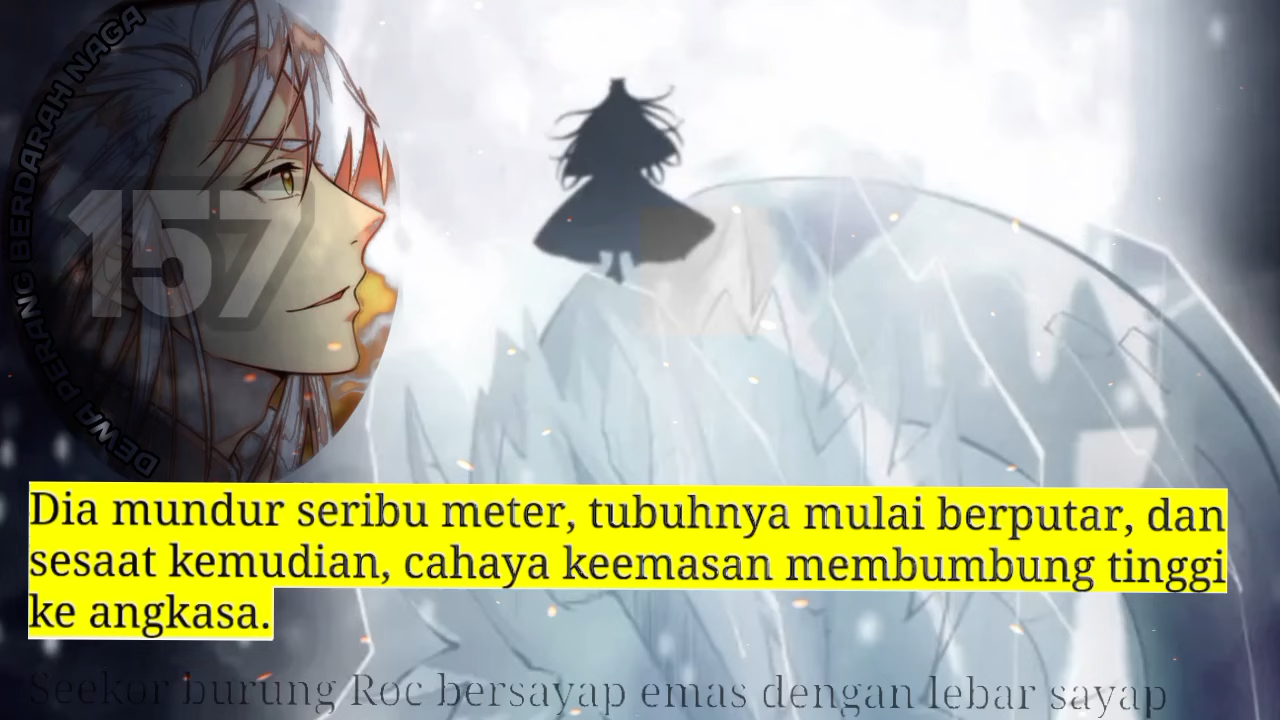 DEWA PERANG BERDARAH NAGA
157
Dia mundur seribu meter, tubuhnya mulai berputar, dan
sesaat kemudian, cahaya keemasan membumbung tinggi
ke angkasa.
Seekor burung Roc bersayap emas dengan lebar sayap